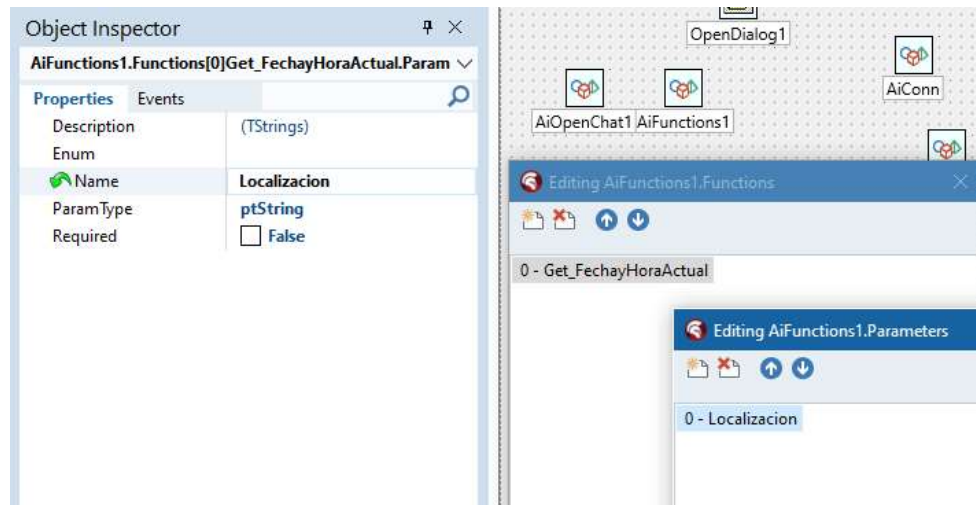 Object Inspector
AiFunctions1.Functions[0]Get_FechayHoraActual.Param
Properties Events
Description (TStrings)
Enum
Name Localizacion
ParamType ptString
Required False
OpenDialog1
AiConn
AiOpenChat1 AiFunctions1
Editing AiFunctions1.Functions
0 - Get_FechayHoraActual
Editing AiFunctions1.Parameters
0 - Localizacion